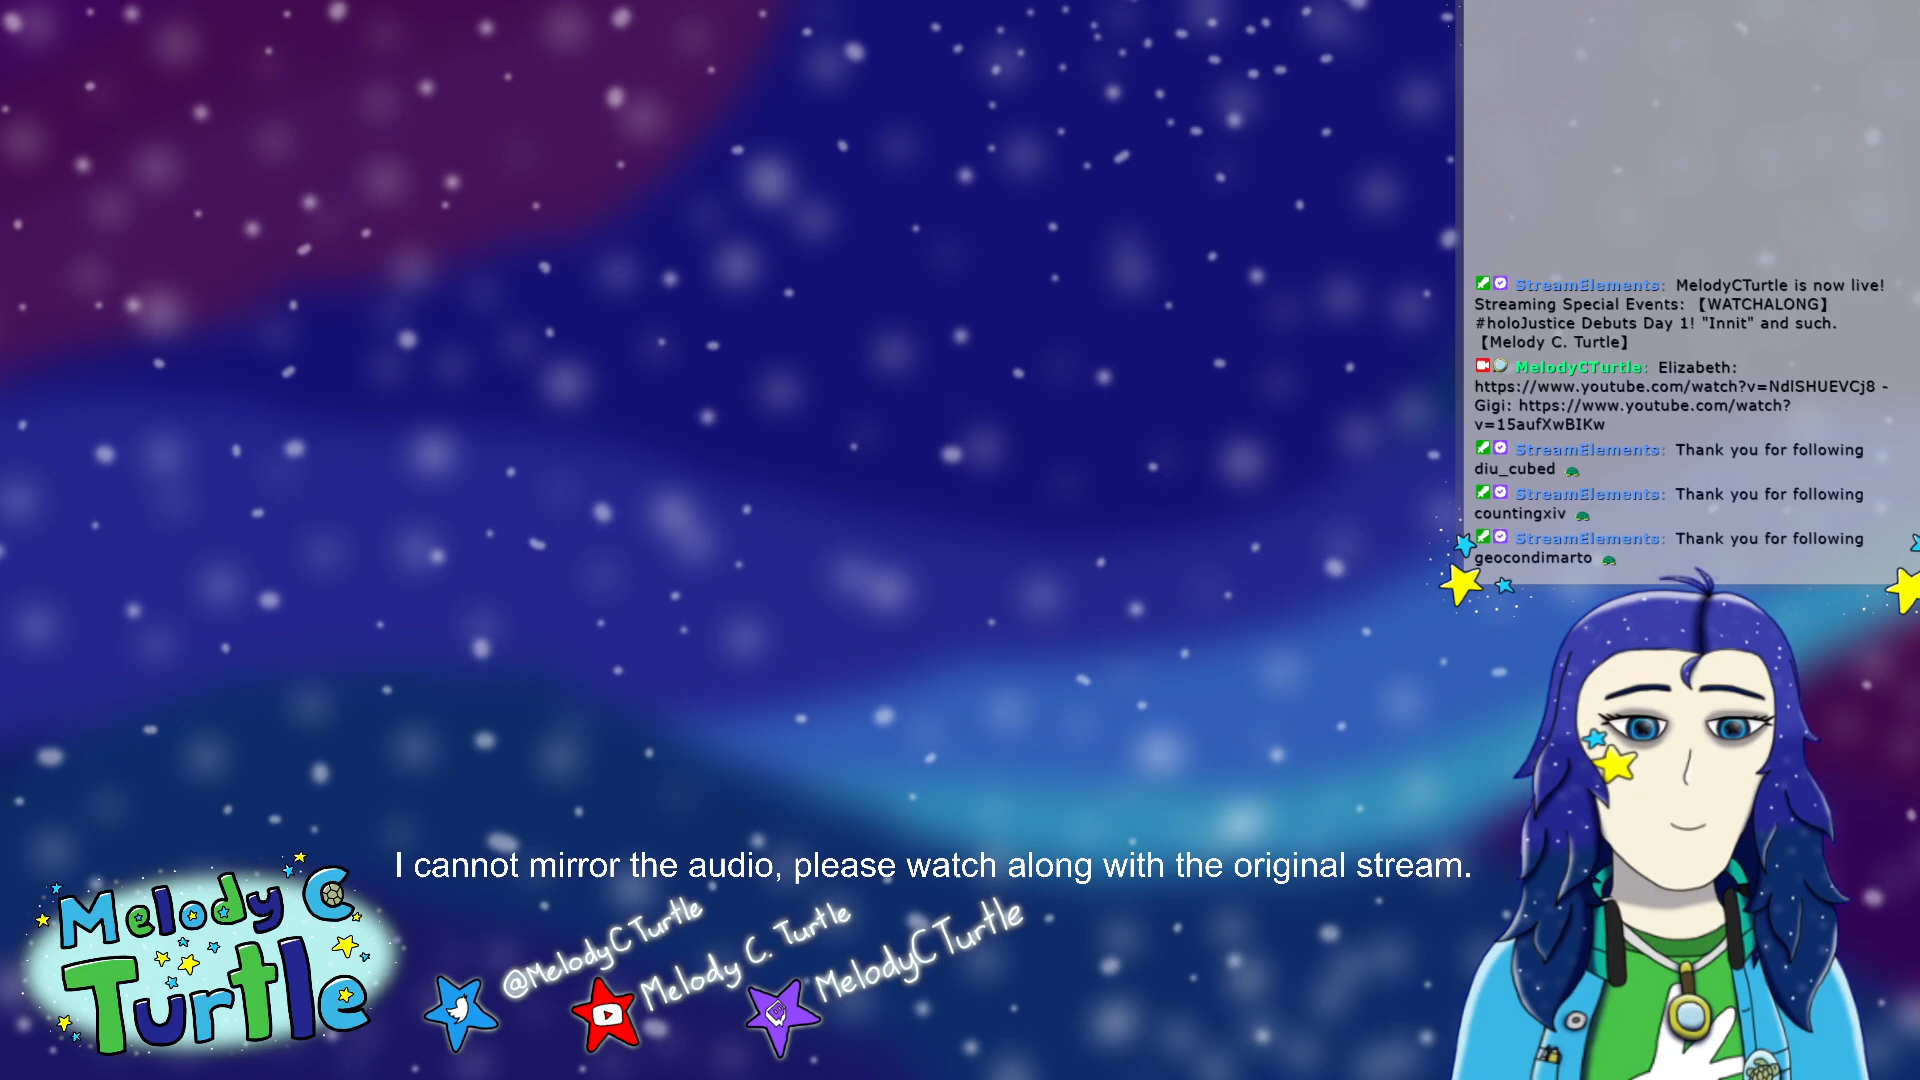 StreamElements: MelodyCTurtle is now live!
Streaming Special Events: 【WATCHALONG】
#holoJustice Debuts Day 1! "Innit" and such.
【Melody C. Turtle】
MelodyCTurtle: Elizabeth:
https://www.youtube.com/watch?v=NdlSHUEVCj8 -
Gigi: https://www.youtube.com/watch?
v=15aufXwBIKw
StreamElements: Thank you for following
diu_cubed
StreamElements: Thank you for following
countingxiv
StreamElements: Thank you for following
geocondimarto
I cannot mirror the audio, please watch along with the original stream.
Melody C.
Turtle
@MelodyCTurtle
Melody C. Turtle
MelodyCTurtle